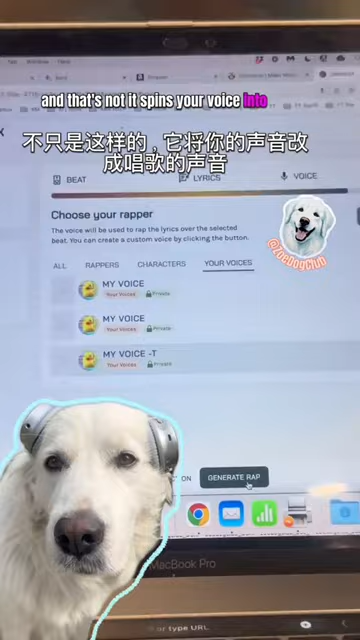 and that's not it spins your voice into
不只是这样的，它将你的声音改
成唱歌的声音
BEAT
LYRICS
VOICE
Choose your rapper
The voice will be used to rap the lyrics over the selected
beat. You can create a custom voice by clicking the button.
@ZoeDogClub
ALL RAPPERS CHARACTERS YOUR VOICES
MY VOICE
Your Voices Private
MY VOICE
Your Voices Private
MY VOICE -T
Your Voices Private
ON
GENERATE RAP
MacBook Pro
or type URL